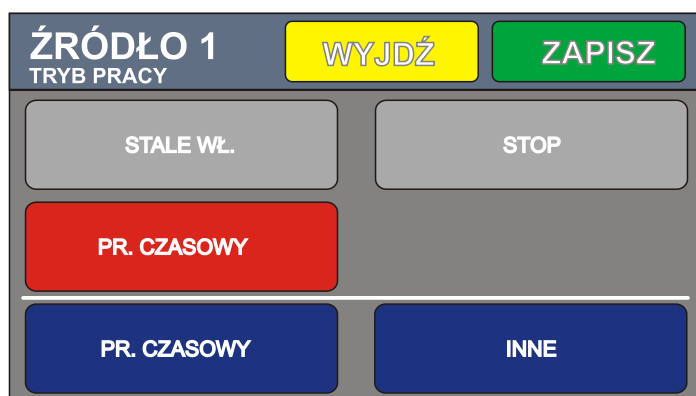 ŹRÓDŁO 1
TRYB PRACY
WYJDŹ
ZAPISZ
STALE WŁ.
STOP
PR. CZASOWY
PR. CZASOWY
INNE